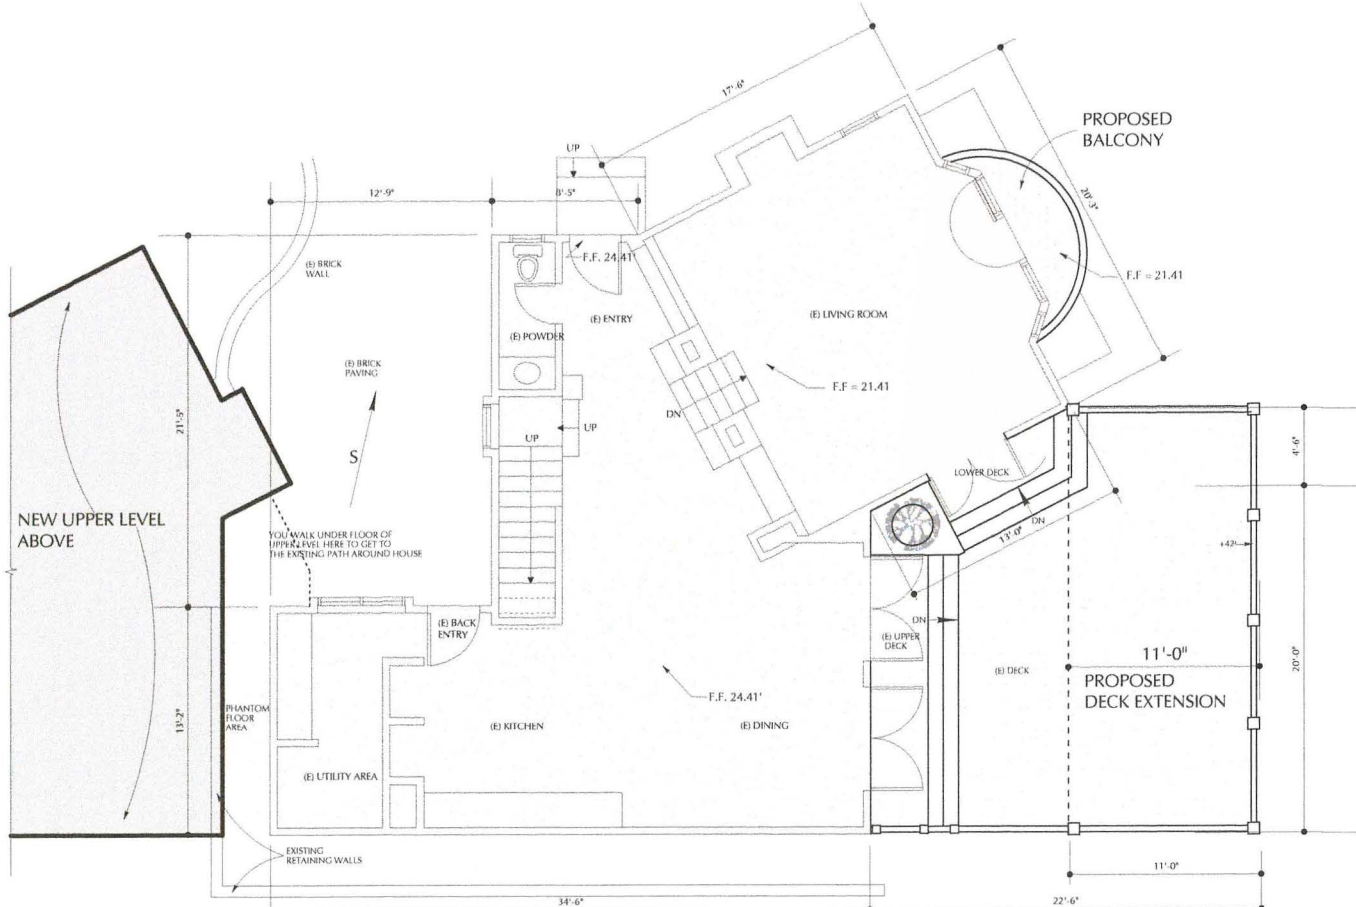 17'-6"
PROPOSED
BALCONY
UP
12'-9"
8'-5"
20'-3"
(E) BRICK
WALL
F.F. 24.41'
F.F = 21.41
(E) ENTRY
(E) LIVING ROOM
(E) POWDER
(E) BRICK
PAVING
F.F = 21.41
21'-5"
DN
UP
UP
4'-6"
S
LOWER DECK
NEW UPPER LEVEL
ABOVE
DN
YOU WALK UNDER FLOOR OF
UPPER LEVEL HERE TO GET TO
THE EXISTING PATH AROUND HOUSE
13'-0"
+42"
(E) BACK
ENTRY
DN
(E) UPPER
DECK
11'-0"
20'-0"
(E) DECK
PROPOSED
DECK EXTENSION
F.F. 24.41'
PHANTOM
FLOOR
AREA
13'-2"
(E) KITCHEN
(E) DINING
(E) UTILITY AREA
EXISTING
RETAINING WALLS
11'-0"
34'-6"
22'-6"